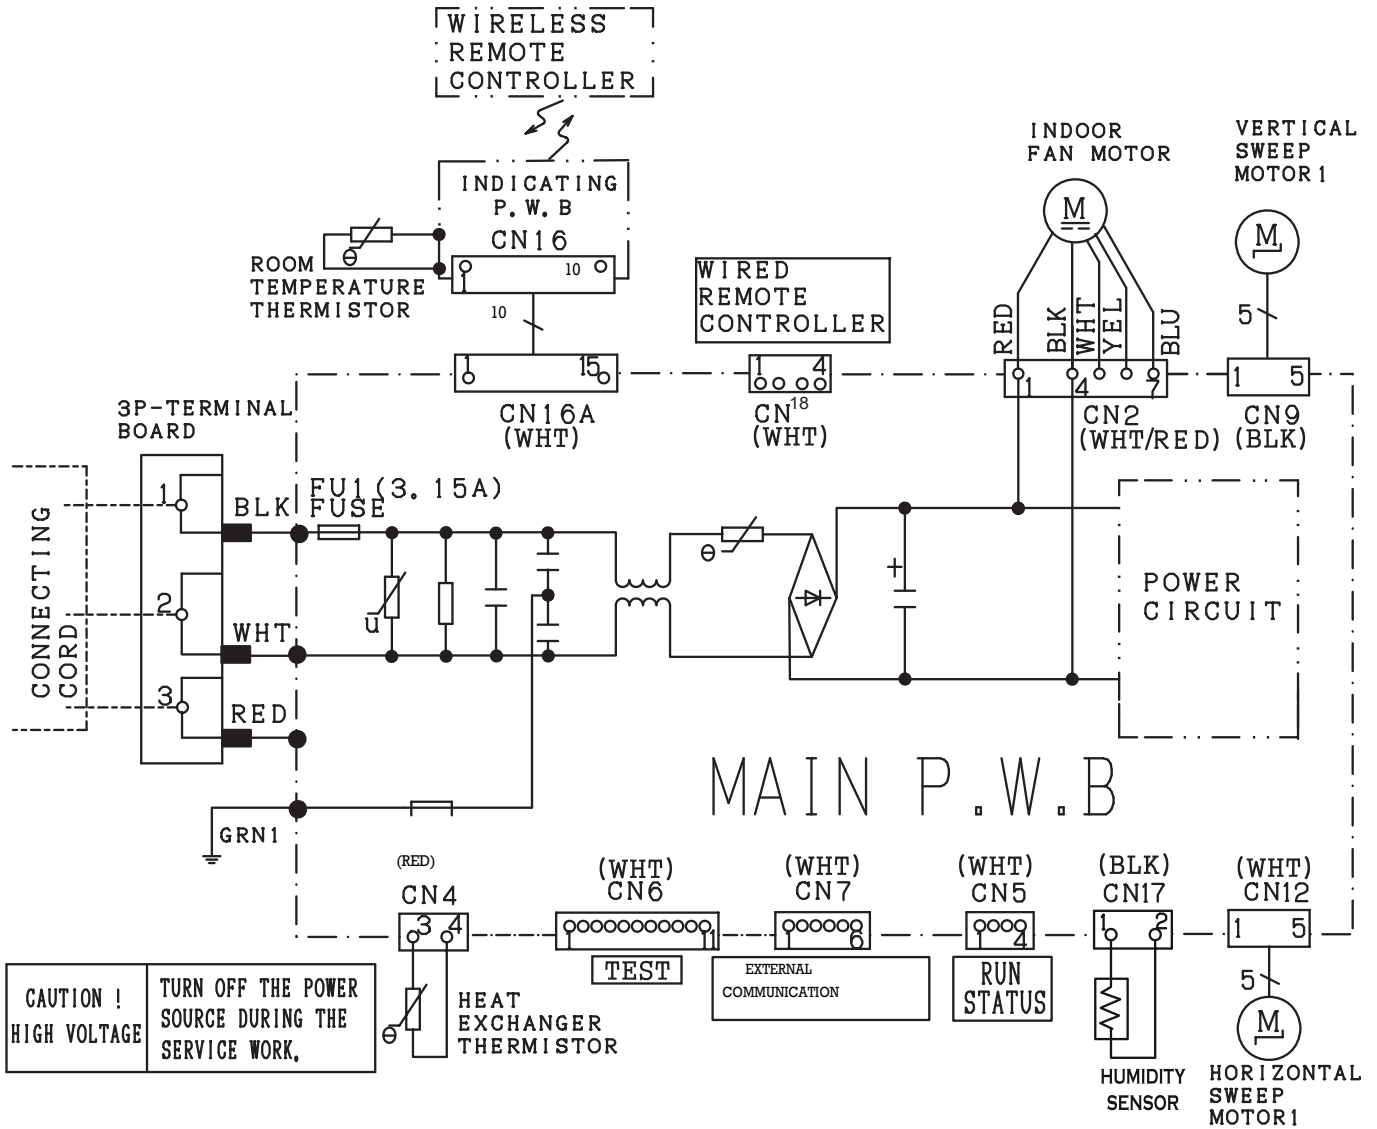 WIRELESS
REMOTE
CONTROLLER
INDICATING
P.W.B
CN16
1 10
ROOM
TEMPERATURE
THERMISTOR
θ
10
1 15
CN16A
(WHT)
WIRED
REMOTE
CONTROLLER
1 4
CN18
(WHT)
INDOOR
FAN MOTOR
M
RED
BLK
WHT
YEL
BLU
1 4 7
CN2
(WHT/RED)
VERTICAL
SWEEP
MOTOR1
M
5
1 5
CN9
(BLK)
3P-TERMINAL
BOARD
CONNECTING
CORD
1
2
3
BLK
WHT
RED
FU1(3.15A)
FUSE
u
θ
+
POWER
CIRCUIT
MAIN P.W.B
GRN1
(RED)
CN4
3 4
θ
HEAT
EXCHANGER
THERMISTOR
(WHT)
CN6
1 11
TEST
(WHT)
CN7
1 6
EXTERNAL
COMMUNICATION
(WHT)
CN5
1 4
RUN
STATUS
(BLK)
CN17
1 2
HUMIDITY
SENSOR
(WHT)
CN12
1 5
5
M
HORIZONTAL
SWEEP
MOTOR1
CAUTION !
HIGH VOLTAGE
TURN OFF THE POWER
SOURCE DURING THE
SERVICE WORK.